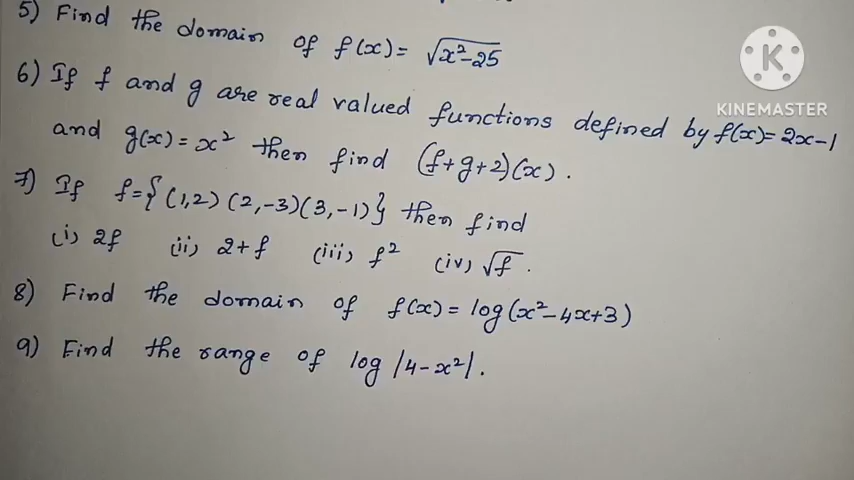 5) Find the domain of f(x) = √x²-25
KINEMASTER
6) If f and g are real valued functions defined by f(x) = 2x-1
and g(x) = x² then find (f+g+2)(x).
7) If f = {(1,2) (2,-3) (3,-1)} then find
(i) 2f (ii) 2+f (iii) f² (iv) √f.
8) Find the domain of f(x) = log(x²-4x+3)
9) Find the range of log |4-x²|.